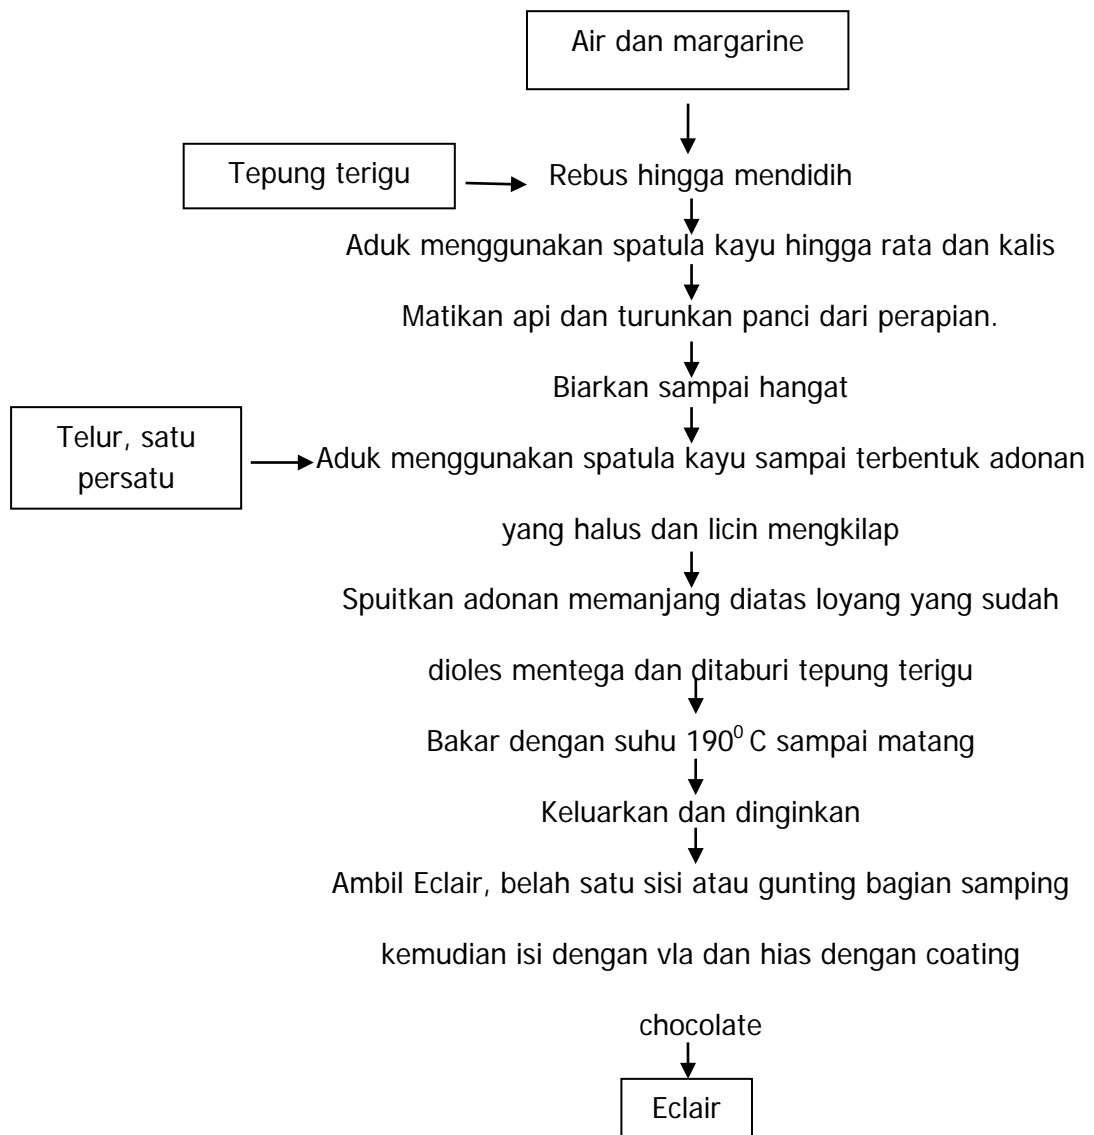 Air dan margarine
Tepung terigu
Rebus hingga mendidih
Aduk menggunakan spatula kayu hingga rata dan kalis
Matikan api dan turunkan panci dari perapian.
Biarkan sampai hangat
Telur, satu
persatu
Aduk menggunakan spatula kayu sampai terbentuk adonan
yang halus dan licin mengkilap
Spuitkan adonan memanjang diatas loyang yang sudah
dioles mentega dan ditaburi tepung terigu
Bakar dengan suhu 190⁰ C sampai matang
Keluarkan dan dinginkan
Ambil Eclair, belah satu sisi atau gunting bagian samping
kemudian isi dengan vla dan hias dengan coating
chocolate
Eclair